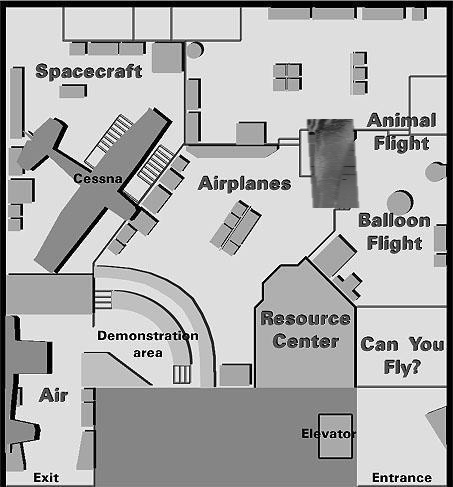 Spacecraft
Animal
Flight
Cessna
Airplanes
Balloon
Flight
Demonstration
area
Resource
Center
Can You
Fly?
Air
Elevator
Exit
Entrance